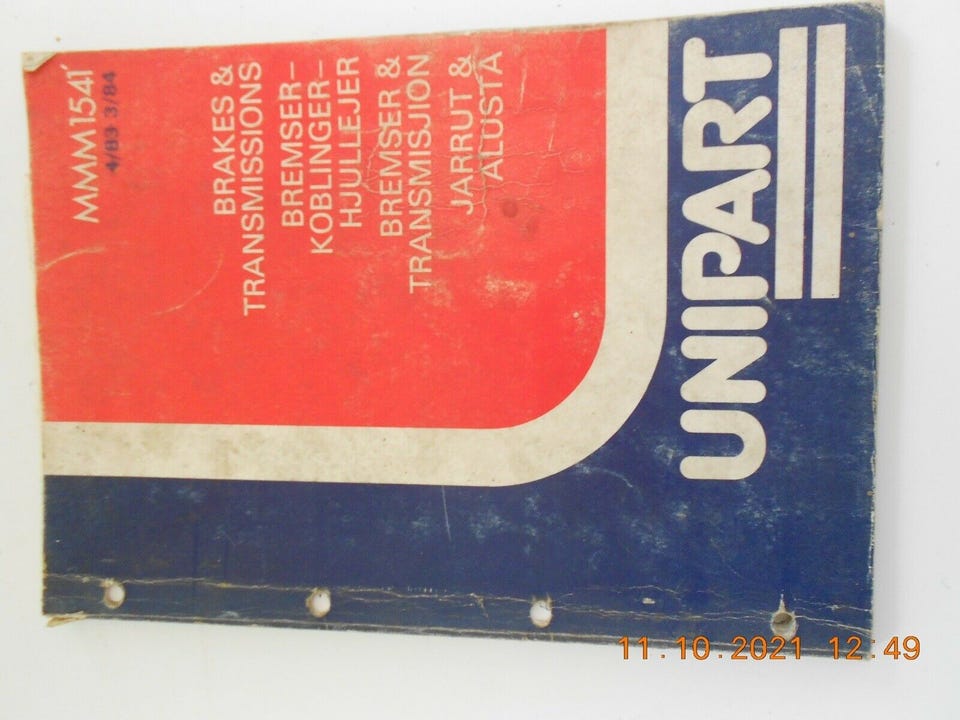 MMM1541
4/83 3/84
BRAKES &
TRANSMISSIONS
BREMSER–
KOBLINGER–
HJULLEJER
BREMSER &
TRANSMISJION
JARRUT &
ALUSTA
UNIPART
11.10.2021 12:49